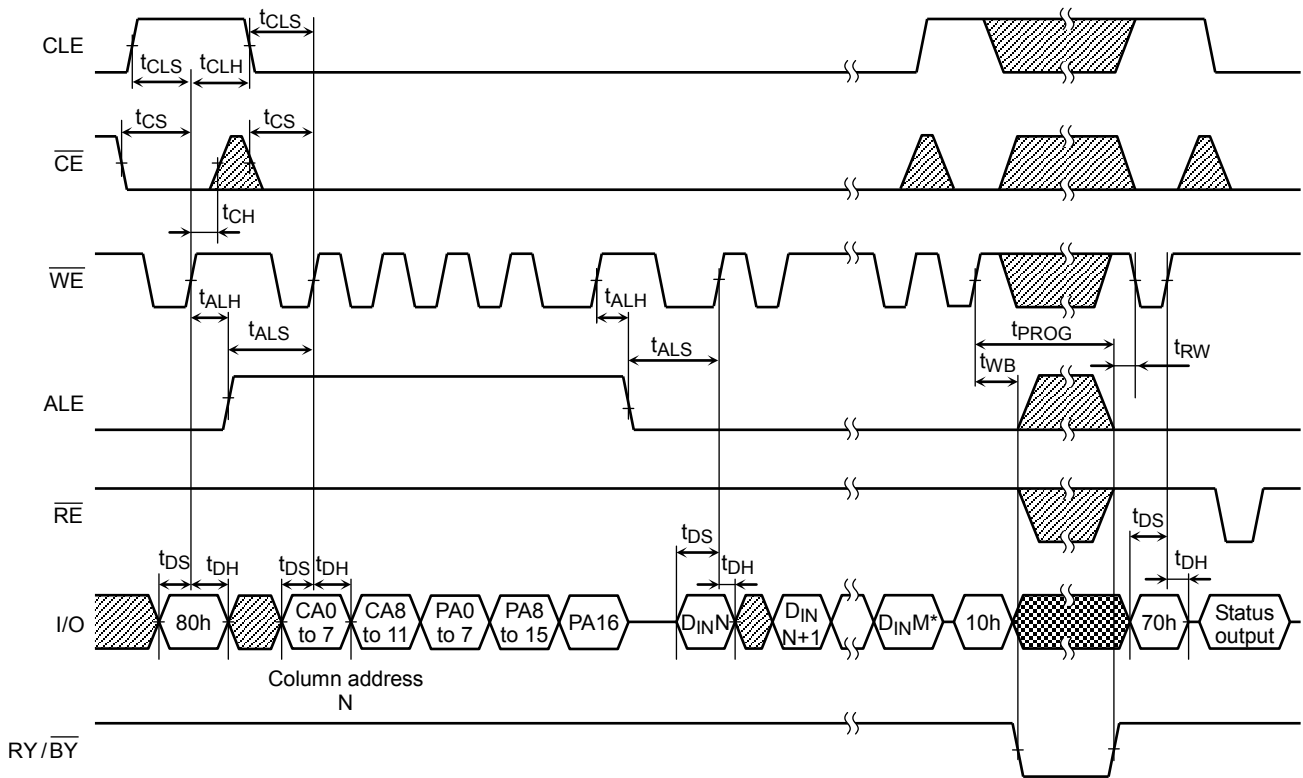 CLE
tCLS
tCLS
tCLH
CE
tCS
tCS
tCH
WE
tALH
tALS
tALH
tALS
tPROG
tWB
tRW
ALE
RE
tDS
tDH
tDS
tDH
tDS
tDH
tDS
tDH
I/O
80h
CA0
to 7
CA8
to 11
PA0
to 7
PA8
to 15
PA16
DINN
DIN
N+1
DINM*
10h
70h
Status
output
Column address
N
RY/BY